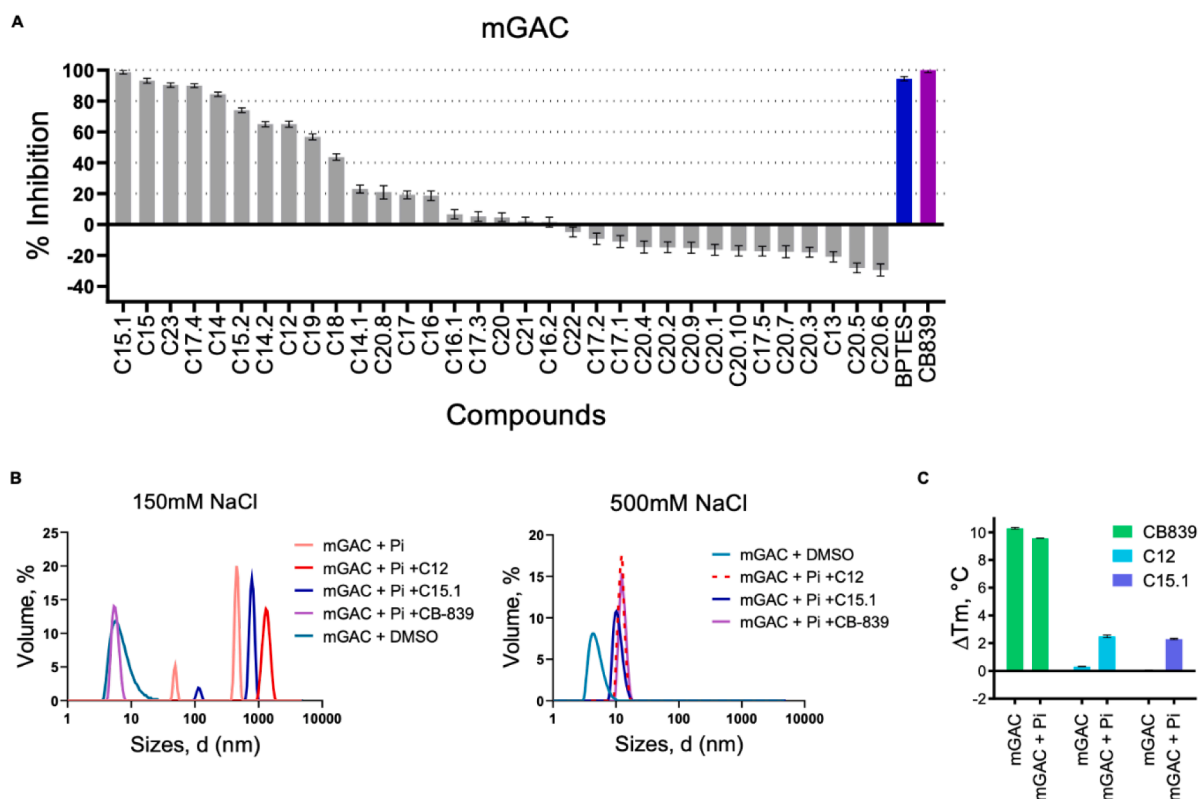 A
mGAC
% Inhibition
100
80
60
40
20
0
-20
-40
C15.1
C15
C23
C17.4
C14
C15.2
C14.2
C12
C19
C18
C14.1
C20.8
C17
C16
C16.1
C17.3
C20
C21
C16.2
C22
C17.2
C17.1
C20.4
C20.2
C20.9
C20.1
C20.10
C17.5
C20.7
C20.3
C13
C20.5
C20.6
BPTES
CB839
Compounds
B
150mM NaCl
Volume, %
25
20
15
10
5
0
1 10 100 1000 10000
Sizes, d (nm)
mGAC + Pi
mGAC + Pi +C12
mGAC + Pi +C15.1
mGAC + Pi +CB-839
mGAC + DMSO
500mM NaCl
Volume, %
20
15
10
5
0
1 10 100 1000 10000
Sizes, d (nm)
mGAC + DMSO
mGAC + Pi +C12
mGAC + Pi +C15.1
mGAC + Pi +CB-839
C
ΔTm, °C
10
8
6
4
2
0
-2
CB839
C12
C15.1
mGAC
mGAC + Pi
mGAC
mGAC + Pi
mGAC
mGAC + Pi